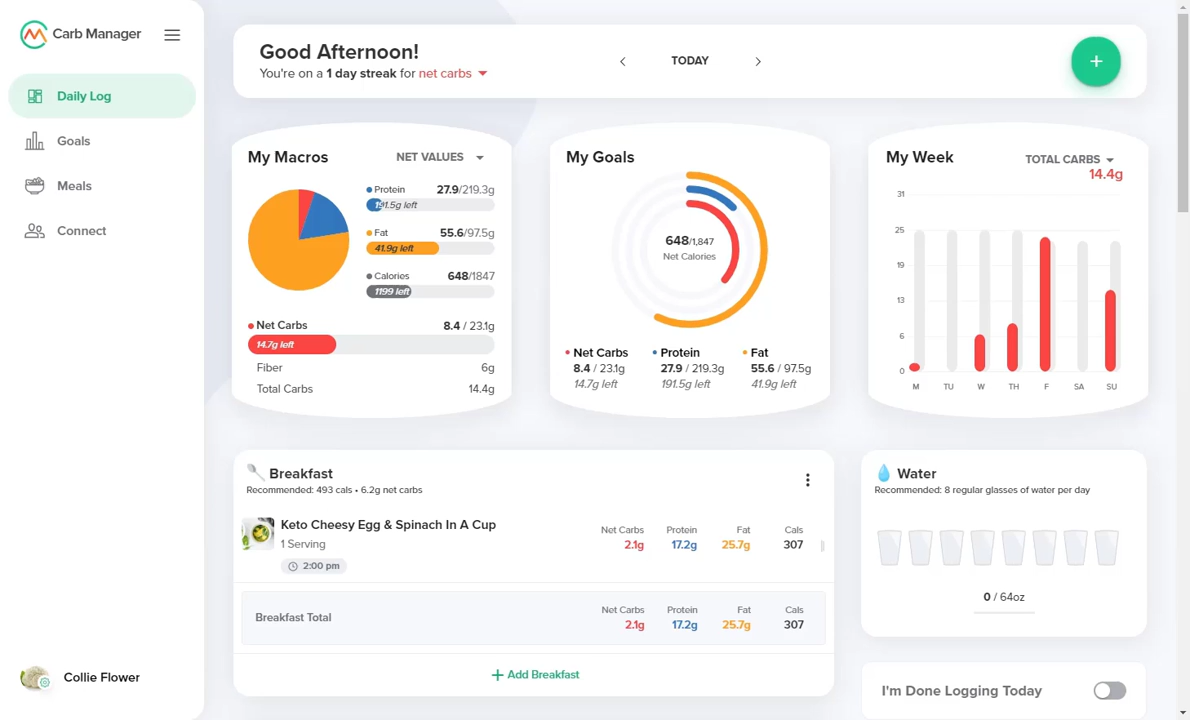 Carb Manager
Daily Log
Goals
Meals
Connect
Collie Flower
Good Afternoon!
You're on a 1 day streak for net carbs
TODAY
+
My Macros
NET VALUES
Protein 27.9/219.3g
191.5g left
Fat 55.6/97.5g
41.9g left
Calories 648/1847
1199 left
Net Carbs 8.4 / 23.1g
14.7g left
Fiber 6g
Total Carbs 14.4g
My Goals
648/1,847
Net Calories
Net Carbs Protein Fat
8.4 / 23.1g 27.9 / 219.3g 55.6 / 97.5g
14.7g left 191.5g left 41.9g left
My Week
TOTAL CARBS
14.4g
31
25
19
13
6
0
M TU W TH F SA SU
Breakfast
Recommended: 493 cals • 6.2g net carbs
Keto Cheesy Egg & Spinach In A Cup
1 Serving
2:00 pm
Net Carbs Protein Fat Cals
2.1g 17.2g 25.7g 307
Breakfast Total
Net Carbs Protein Fat Cals
2.1g 17.2g 25.7g 307
+ Add Breakfast
Water
Recommended: 8 regular glasses of water per day
0 / 64oz
I'm Done Logging Today